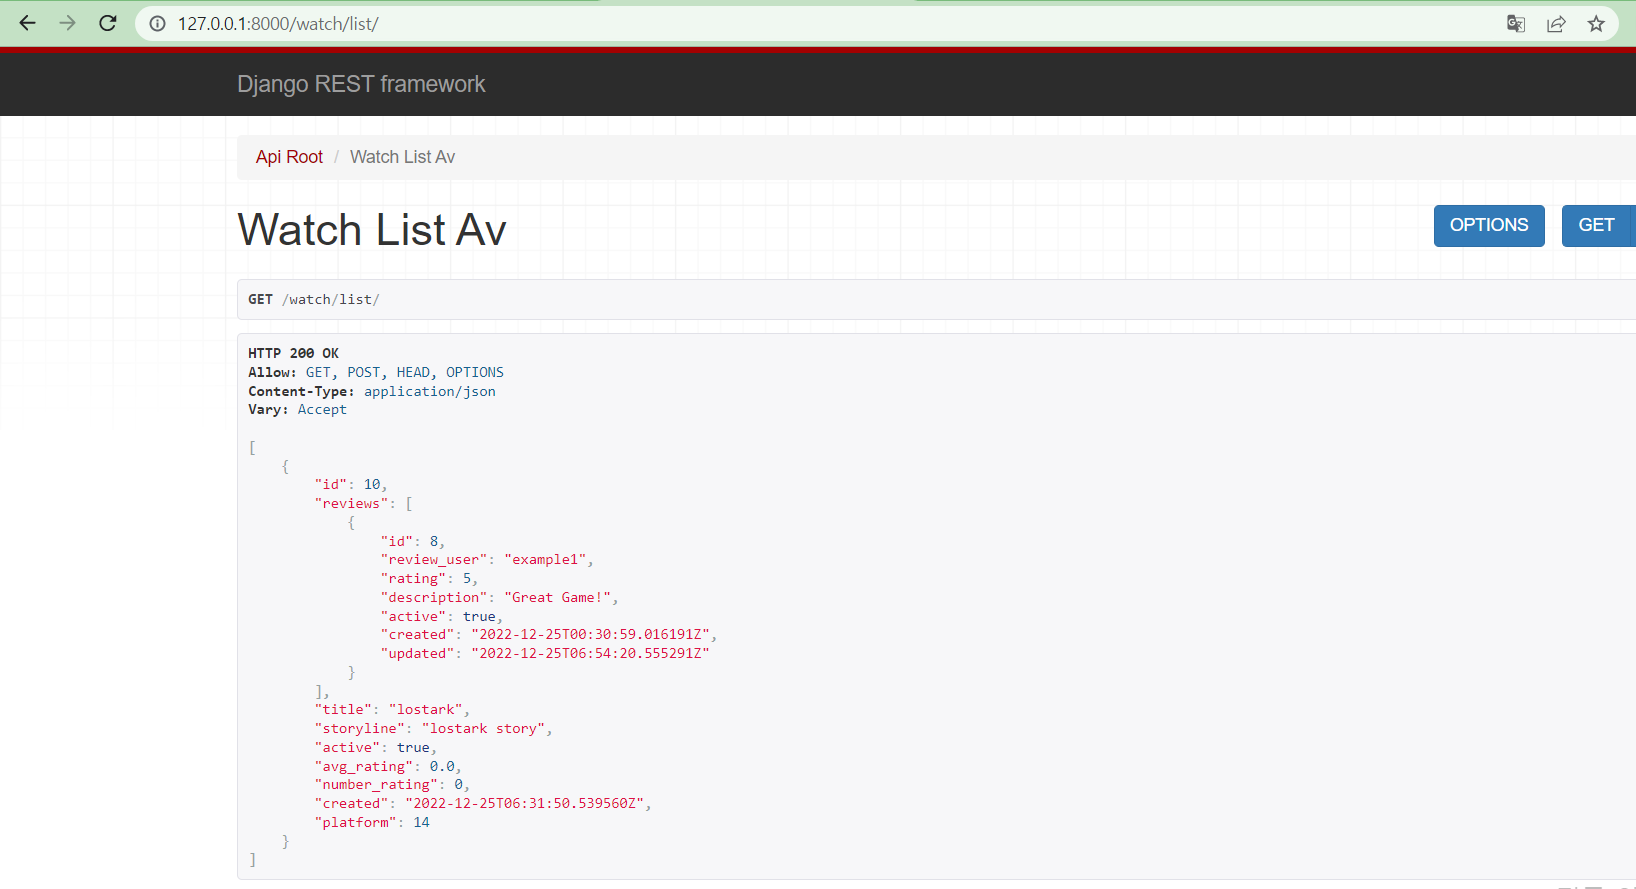 127.0.0.1:8000/watch/list/
Django REST framework
Api Root / Watch List Av
Watch List Av
OPTIONS GET
GET /watch/list/
HTTP 200 OK
Allow: GET, POST, HEAD, OPTIONS
Content-Type: application/json
Vary: Accept
[
    {
        "id": 10,
        "reviews": [
            {
                "id": 8,
                "review_user": "example1",
                "rating": 5,
                "description": "Great Game!",
                "active": true,
                "created": "2022-12-25T00:30:59.016191Z",
                "updated": "2022-12-25T06:54:20.555291Z"
            }
        ],
        "title": "lostark",
        "storyline": "lostark story",
        "active": true,
        "avg_rating": 0.0,
        "number_rating": 0,
        "created": "2022-12-25T06:31:50.539560Z",
        "platform": 14
    }
]